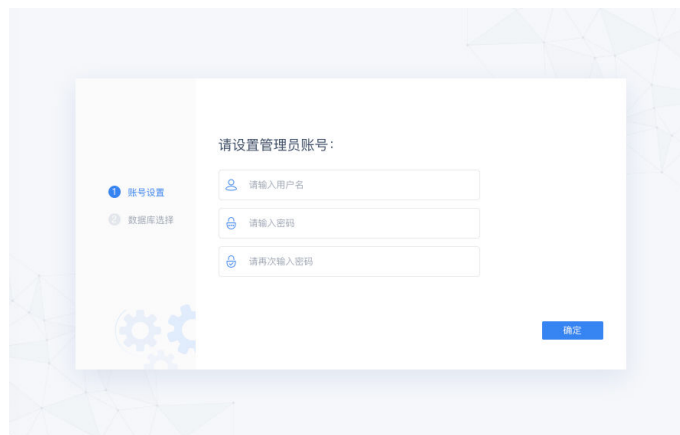 请设置管理员账号：
1 账号设置
2 数据库选择
请输入用户名
请输入密码
请再次输入密码
确定